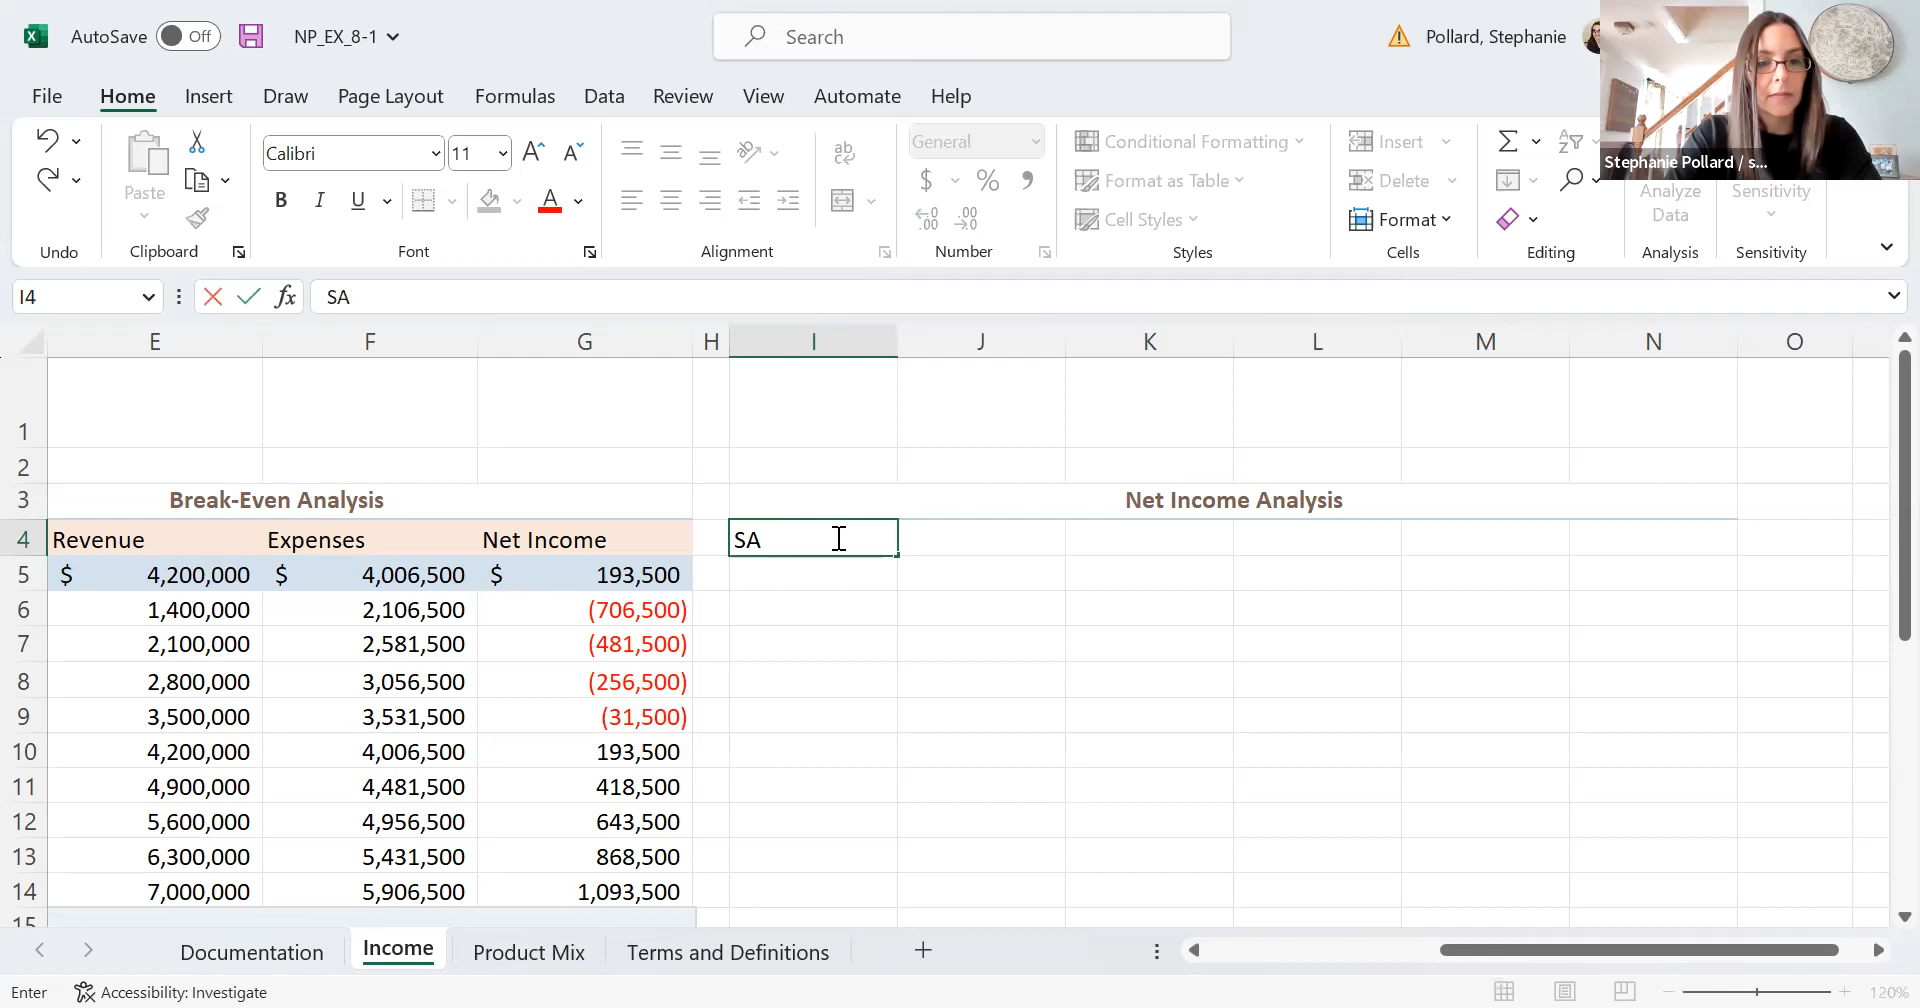 AutoSave Off NP_EX_8-1 Search Pollard, Stephanie
File Home Insert Draw Page Layout Formulas Data Review View Automate Help
Stephanie Pollard / s...
Paste
Calibri 11
B I U
ab
General
$ % 9
Conditional Formatting
Format as Table
Cell Styles
Insert
Delete
Format
Analyze
Data
Sensitivity
Undo Clipboard Font Alignment Number Styles Cells Editing Analysis Sensitivity
I4 fx SA
E F G H I J K L M N O
1
2
3 Break-Even Analysis Net Income Analysis
4 Revenue Expenses Net Income SA
5 $ 4,200,000 $ 4,006,500 $ 193,500
6 1,400,000 2,106,500 (706,500)
7 2,100,000 2,581,500 (481,500)
8 2,800,000 3,056,500 (256,500)
9 3,500,000 3,531,500 (31,500)
10 4,200,000 4,006,500 193,500
11 4,900,000 4,481,500 418,500
12 5,600,000 4,956,500 643,500
13 6,300,000 5,431,500 868,500
14 7,000,000 5,906,500 1,093,500
15
Documentation Income Product Mix Terms and Definitions
Enter Accessibility: Investigate 120%